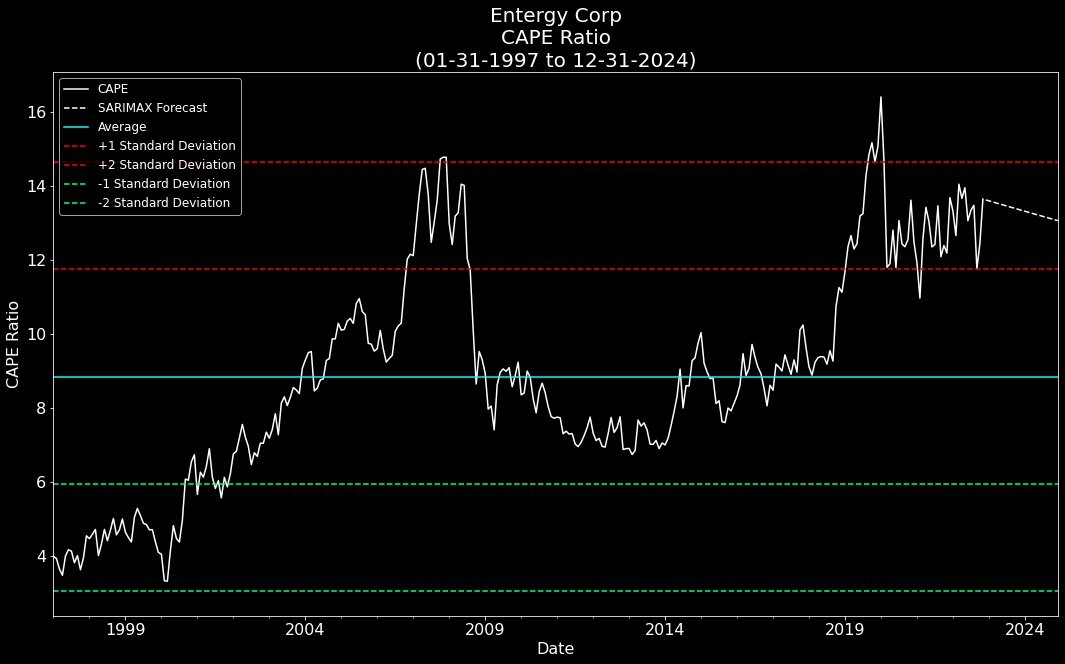 Entergy Corp
CAPE Ratio
(01-31-1997 to 12-31-2024)
CAPE
SARIMAX Forecast
Average
+1 Standard Deviation
+2 Standard Deviation
-1 Standard Deviation
-2 Standard Deviation
CAPE Ratio
16
14
12
10
8
6
4
1999
2004
2009
2014
2019
2024
Date